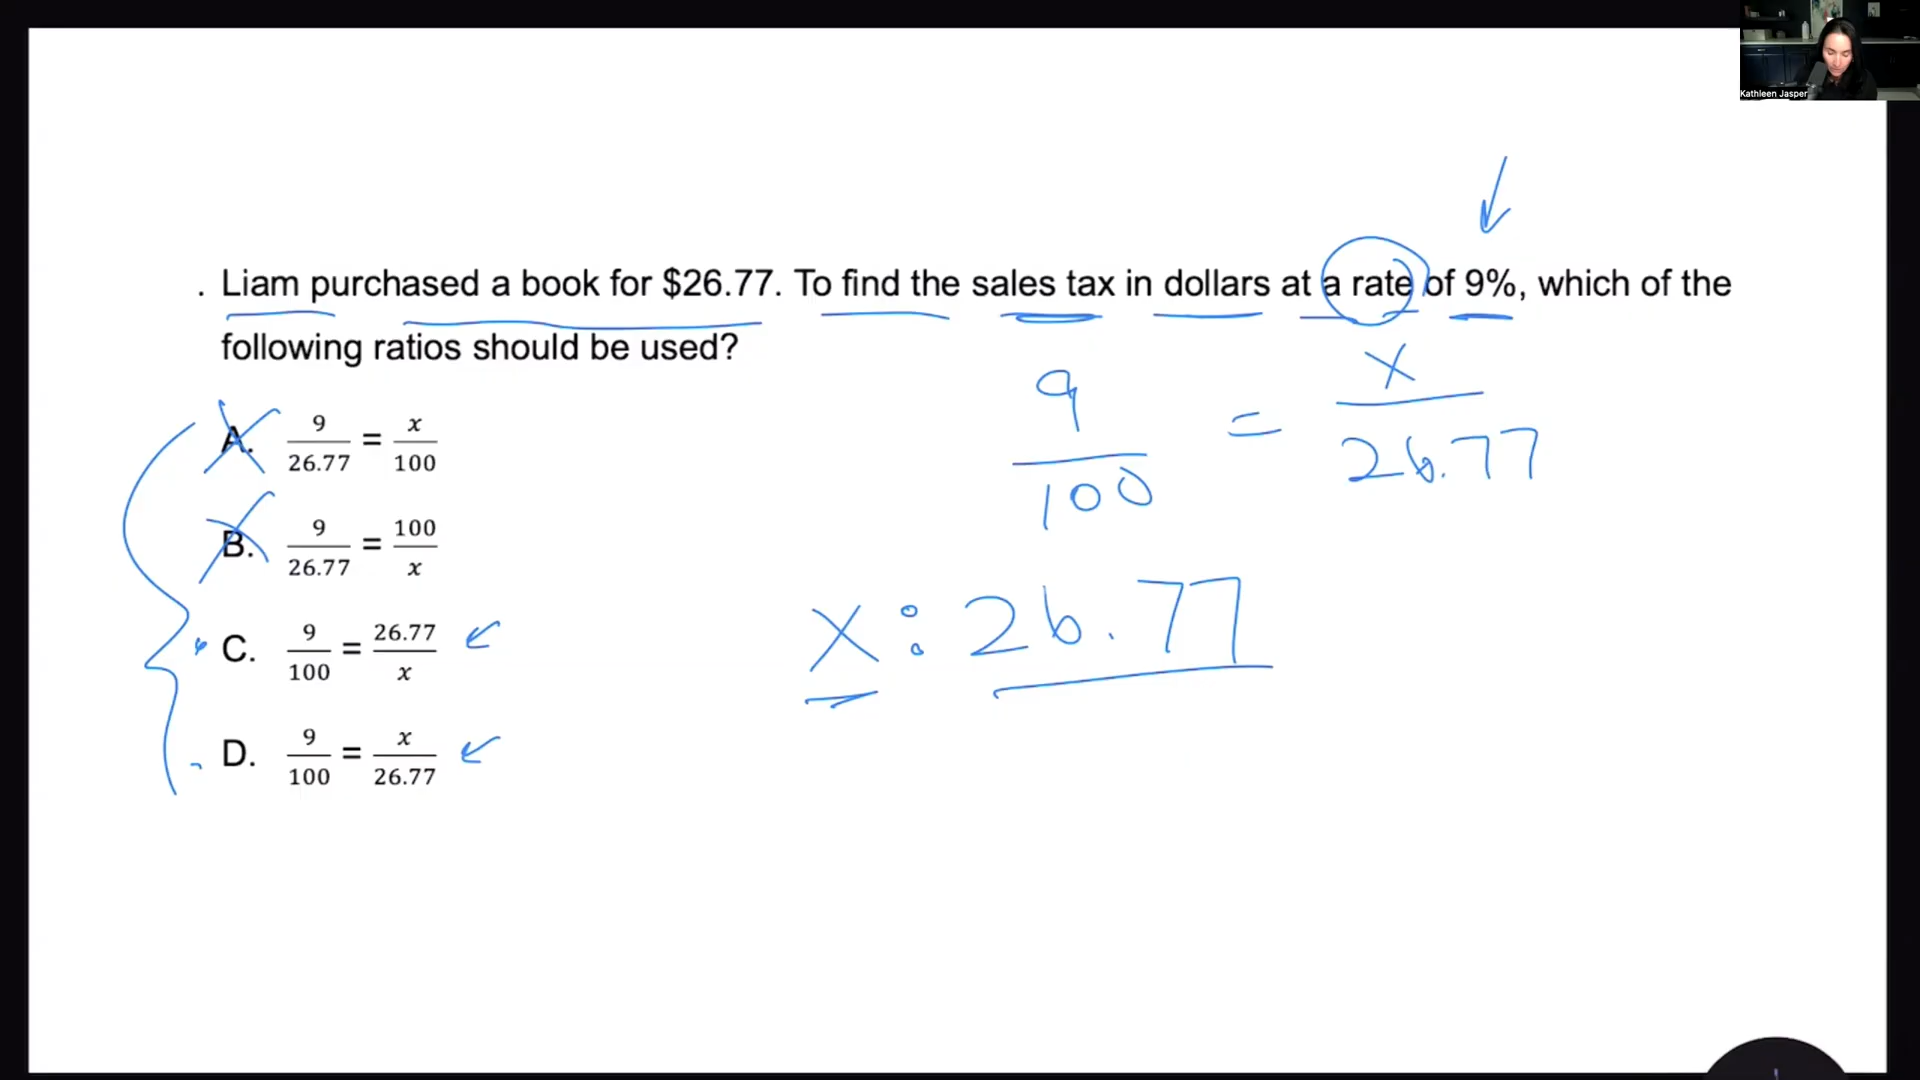 Kathleen Jasper
. Liam purchased a book for $26.77. To find the sales tax in dollars at a rate of 9%, which of the
following ratios should be used?
A. 9/26.77 = x/100
B. 9/26.77 = 100/x
C. 9/100 = 26.77/x
D. 9/100 = x/26.77
9/100 = x/26.77
x : 26.77